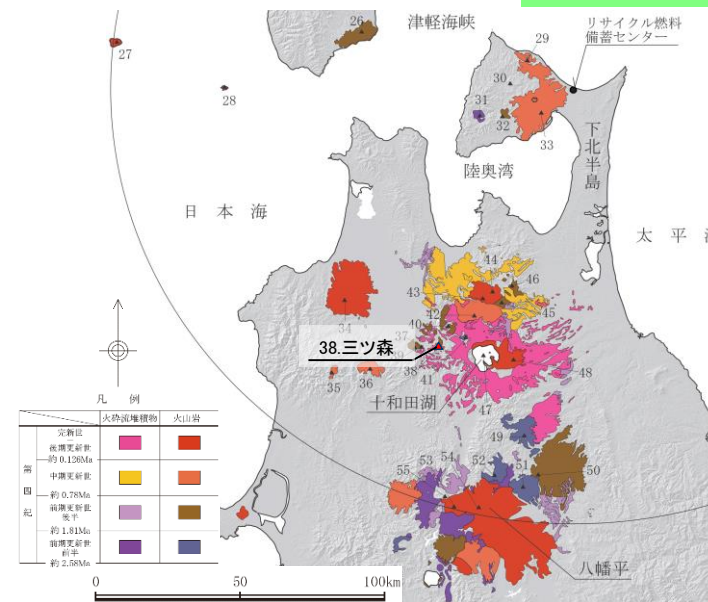 津軽海峡
リサイクル燃料
備蓄センター
26
27
28
29
30
31
32
33
下北半島
陸奥湾
日本海
太平
34
35
36
37
38
40
41
42
43
44
45
46
47
48
49
50
51
52
53
54
55
38.三ツ森
十和田湖
八幡平
凡例
火砕流堆積物 火山岩
第四紀
完新世
後期更新世
約 0.126Ma
中期更新世
約 0.78Ma
前期更新世
後半
約 1.81Ma
前期更新世
前半
約 2.58Ma
0 50 100km